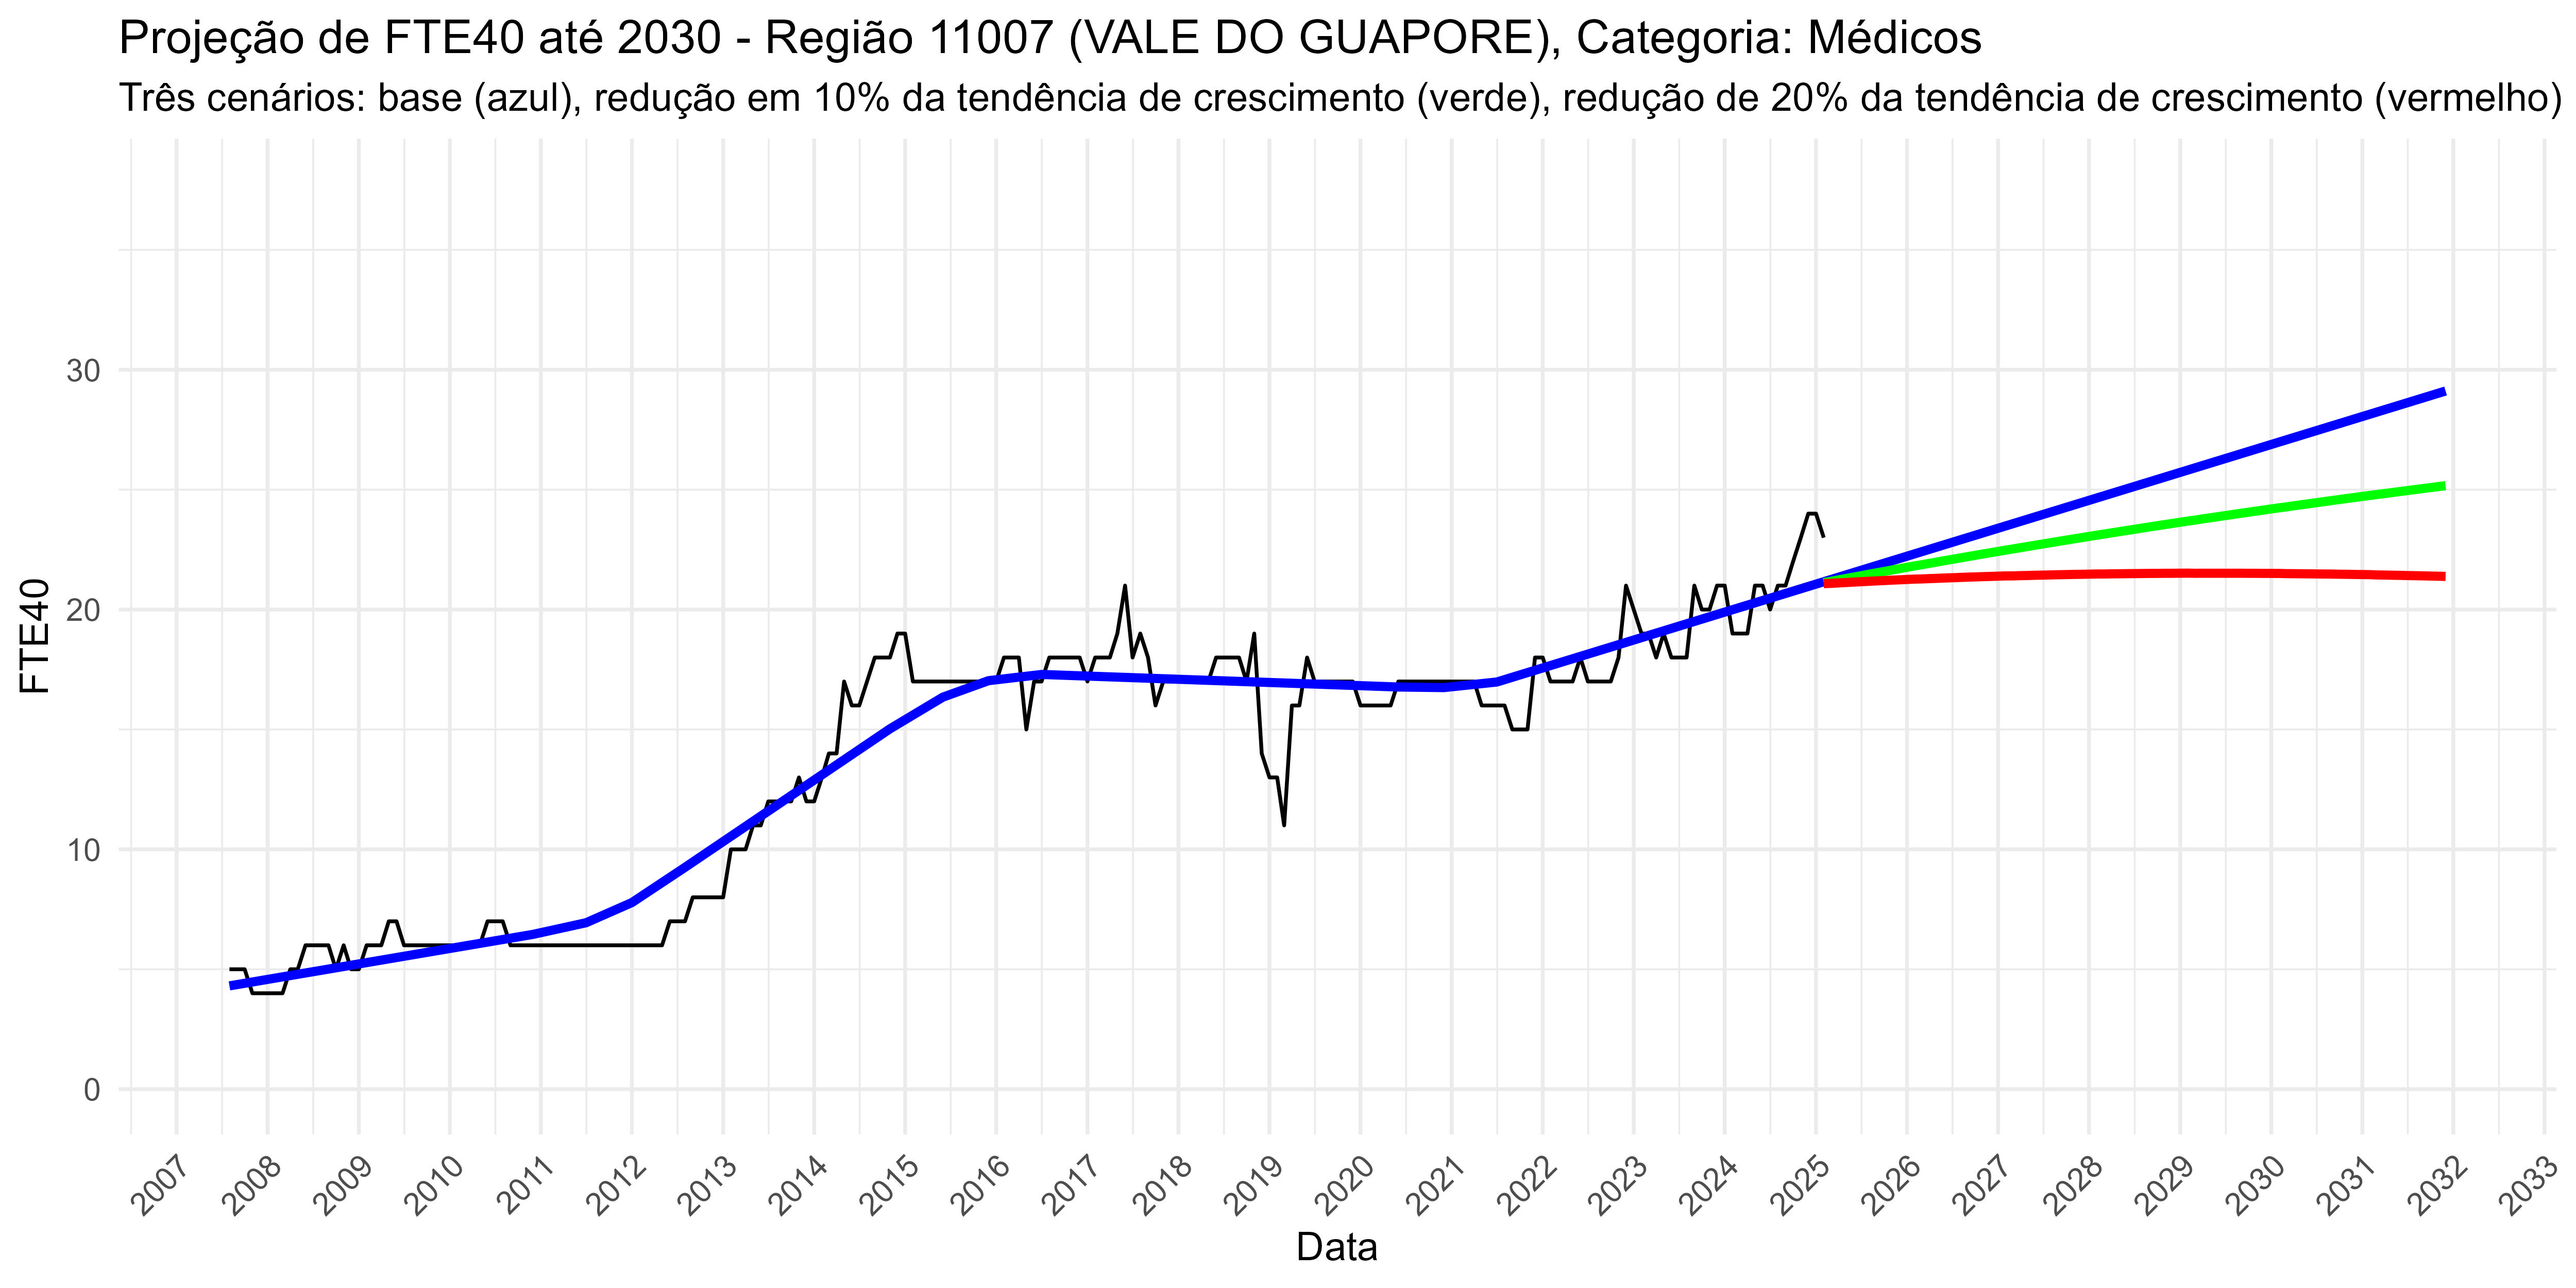 Projeção de FTE40 até 2030 - Região 11007 (VALE DO GUAPORE), Categoria: Médicos
Três cenários: base (azul), redução em 10% da tendência de crescimento (verde), redução de 20% da tendência de crescimento (vermelho)
FTE40
30
20
10
0
2007 2008 2009 2010 2011 2012 2013 2014 2015 2016 2017 2018 2019 2020 2021 2022 2023 2024 2025 2026 2027 2028 2029 2030 2031 2032 2033
Data